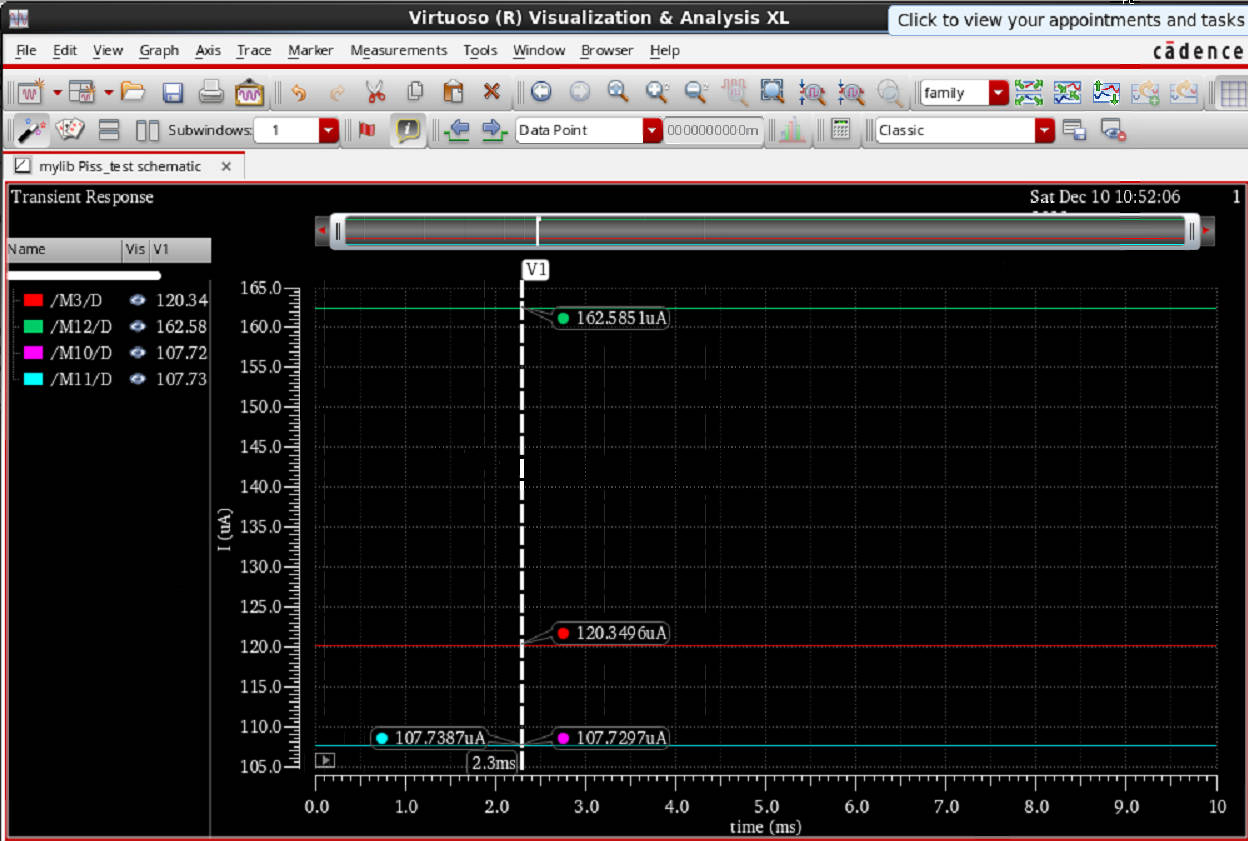 Virtuoso (R) Visualization & Analysis XL
Click to view your appointments and tasks
File Edit View Graph Axis Trace Marker Measurements Tools Window Browser Help
cādence
family
Subwindows: 1
Data Point
0000000000m
Classic
mylib Piss_test schematic
Transient Response
Sat Dec 10 10:52:06
1
Name Vis V1
/M3/D 120.34
/M12/D 162.58
/M10/D 107.72
/M11/D 107.73
V1
165.0
162.5851uA
160.0
155.0
150.0
145.0
140.0
135.0
I (uA)
130.0
125.0
120.3496uA
120.0
115.0
110.0
107.7387uA
107.7297uA
2.3ms
105.0
0.0 1.0 2.0 3.0 4.0 5.0 6.0 7.0 8.0 9.0 10
time (ms)